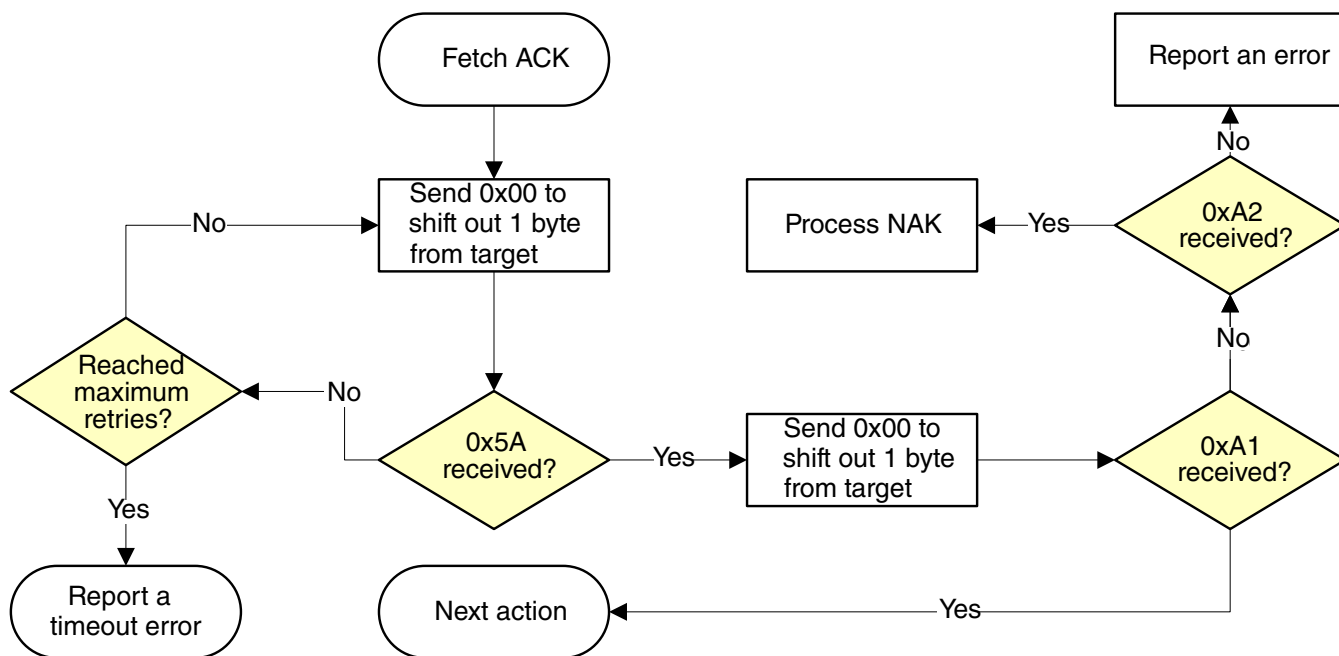 Fetch ACK
Report an error
No
Send 0x00 to
shift out 1 byte
from target
Process NAK
Yes
0xA2
received?
No
No
Reached
maximum
retries?
No
0x5A
received?
Yes
Send 0x00 to
shift out 1 byte
from target
0xA1
received?
Yes
Report a
timeout error
Next action
Yes